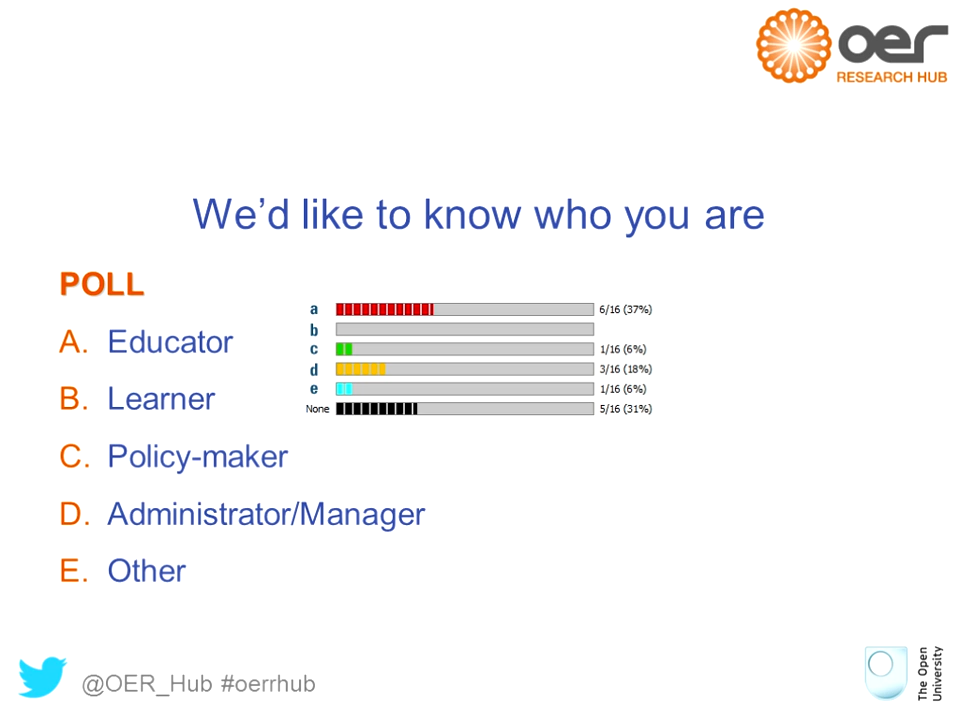 oer
RESEARCH HUB
We’d like to know who you are
POLL
A. Educator
B. Learner
C. Policy-maker
D. Administrator/Manager
E. Other
a 6/16 (37%)
b
c 1/16 (6%)
d 3/16 (18%)
e 1/16 (6%)
None 5/16 (31%)
@OER_Hub #oerrhub
The Open
University